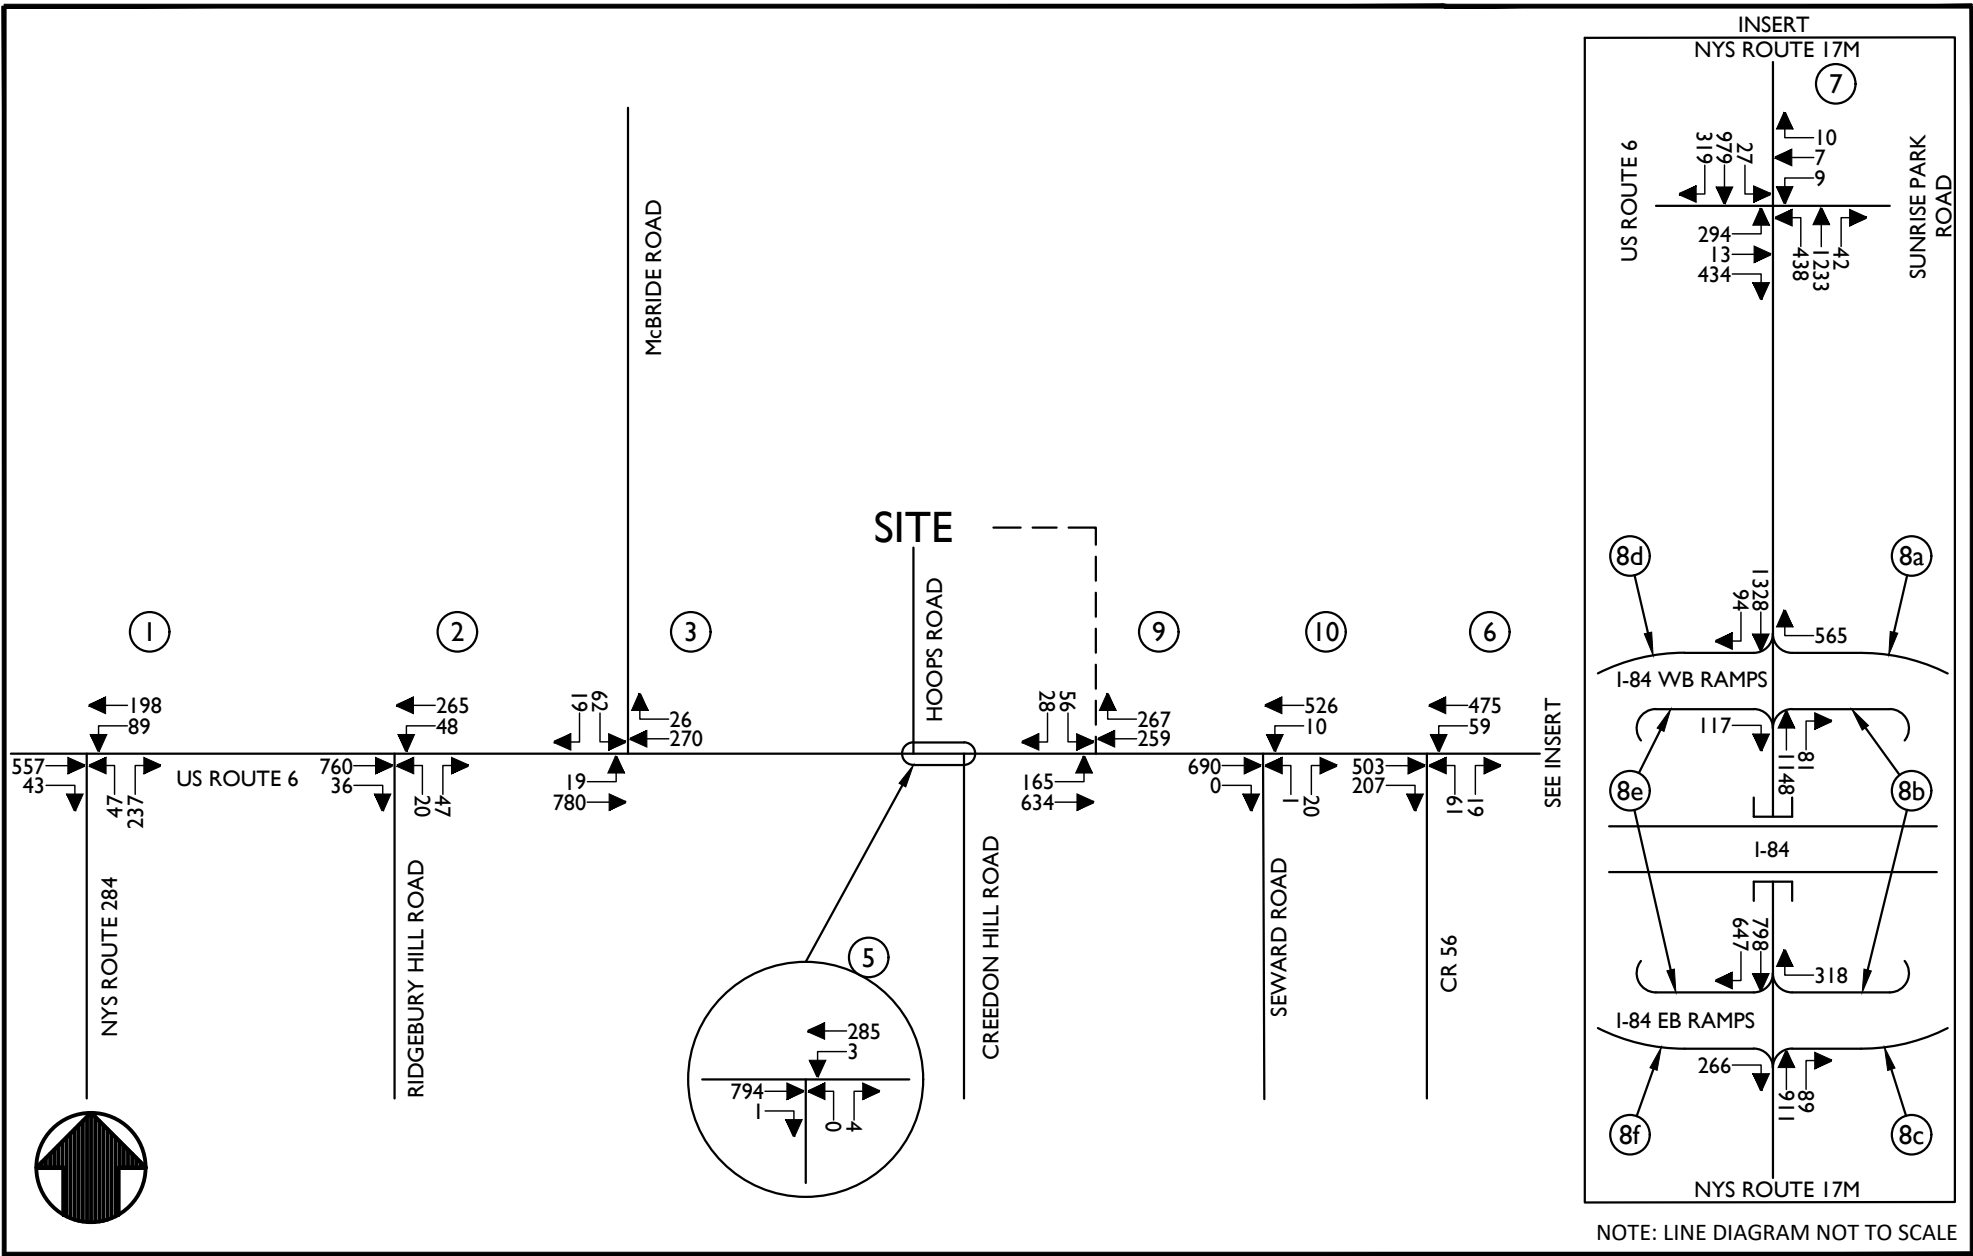 INSERT
NYS ROUTE 17M
7
10
7
9
319
979
27
US ROUTE 6
SUNRISE PARK
ROAD
294
13
434
438
1233
42
McBRIDE ROAD
SITE
HOOPS ROAD
8d
8a
1328
94
565
I-84 WB RAMPS
117
1148
81
8e
8b
I-84
647
798
318
I-84 EB RAMPS
266
911
89
8f
8c
NYS ROUTE 17M
1
2
3
9
10
6
198
89
557
43
47
237
US ROUTE 6
NYS ROUTE 284
265
48
760
36
20
47
RIDGEBURY HILL ROAD
19
62
26
270
19
780
28
56
267
259
165
634
CREEDON HILL ROAD
526
10
690
0
1
20
SEWARD ROAD
475
59
503
207
61
19
CR 56
SEE INSERT
5
285
3
794
1
0
4
NOTE: LINE DIAGRAM NOT TO SCALE